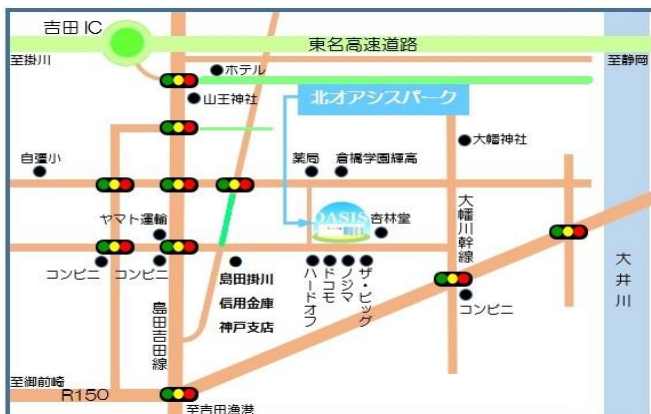 吉田IC
東名高速道路
至掛川
至静岡
ホテル
北オアシスパーク
山王神社
大幡神社
自彊小
薬局
倉橋学園輝高
OASIS
杏林堂
大幡川幹線
ヤマト運輸
コンビニ
コンビニ
島田掛川
信用金庫
神戸支店
ハードオフ
ドコモ
ノジマ
ザ・ビッグ
コンビニ
大井川
島田吉田線
至御前崎
R150
至吉田漁港